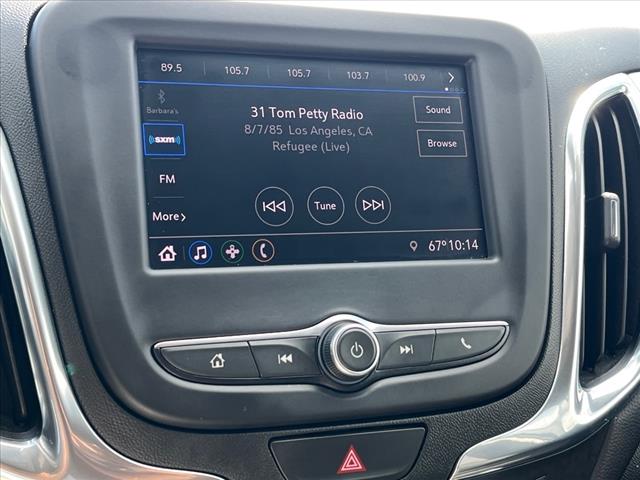 89.5 105.7 105.7 103.7 100.9
Barbara's
sxm
FM
More
31 Tom Petty Radio
8/7/85 Los Angeles, CA
Refugee (Live)
Sound
Browse
Tune
67° 10:14